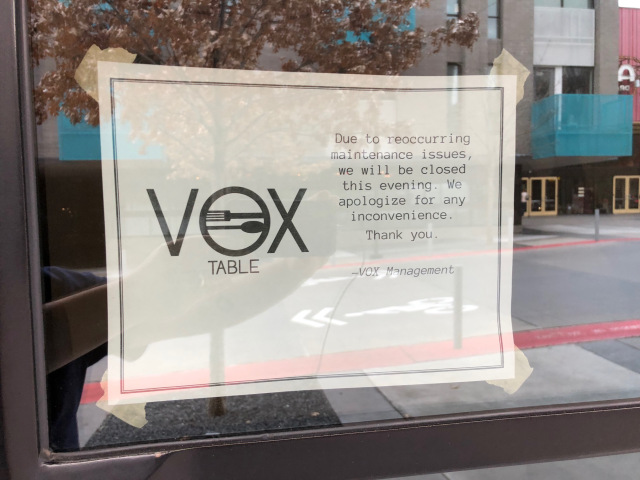 VOX
TABLE
Due to reoccurring
maintenance issues,
we will be closed
this evening. We
apologize for any
inconvenience.
Thank you.
—VOX Management